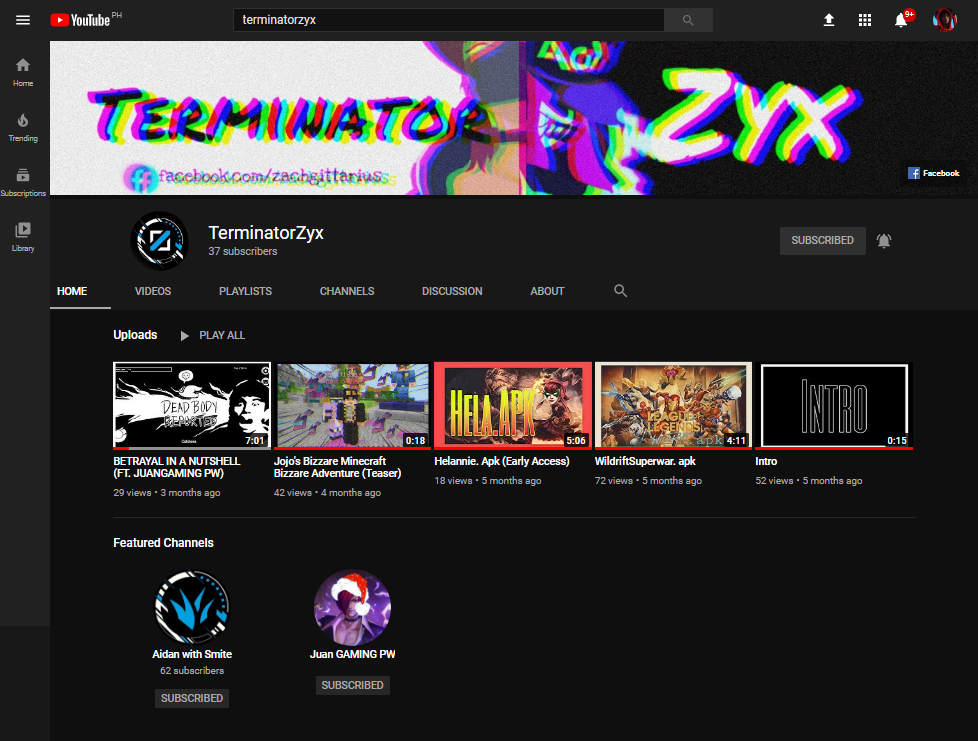 YouTube PH
terminatorzyx
9+
Home
Trending
Subscriptions
Library
TERMINATOR ZYX
facebook.com/zachgittarius
Facebook
TerminatorZyx
37 subscribers
SUBSCRIBED
HOME VIDEOS PLAYLISTS CHANNELS DISCUSSION ABOUT
Uploads PLAY ALL
DEAD BODY
REPORTED
7:01
0:18
HELA.APK
5:06
LEAGUE
LEGENDS
apk 4:11
INTRO
0:15
BETRAYAL IN A NUTSHELL
(FT. JUANGAMING PW)
29 views • 3 months ago
Jojo's Bizzare Minecraft
Bizzare Adventure (Teaser)
42 views • 4 months ago
Helannie. Apk (Early Access)
18 views • 5 months ago
WildriftSuperwar. apk
72 views • 5 months ago
Intro
52 views • 5 months ago
Featured Channels
Aidan with Smite
62 subscribers
SUBSCRIBED
Juan GAMING PW
SUBSCRIBED